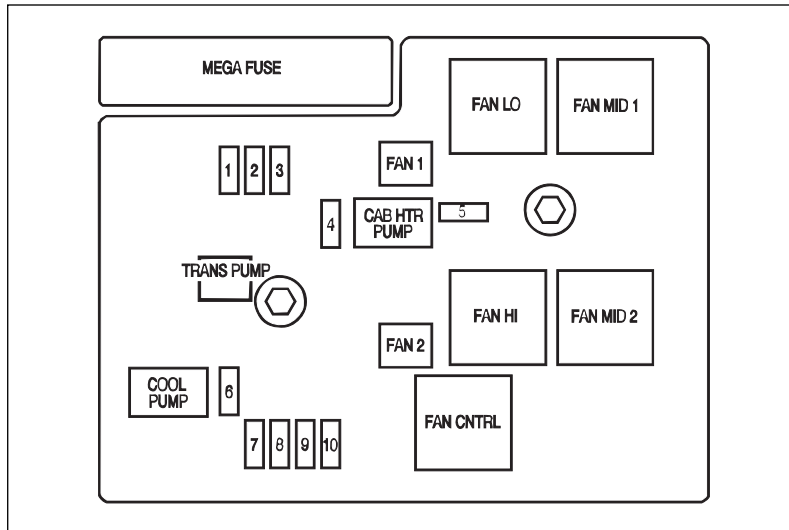 MEGA FUSE
FAN LO
FAN MID 1
1
2
3
FAN 1
4
CAB HTR
PUMP
5
TRANS PUMP
FAN HI
FAN MID 2
FAN 2
COOL
PUMP
6
FAN CNTRL
7
8
9
10